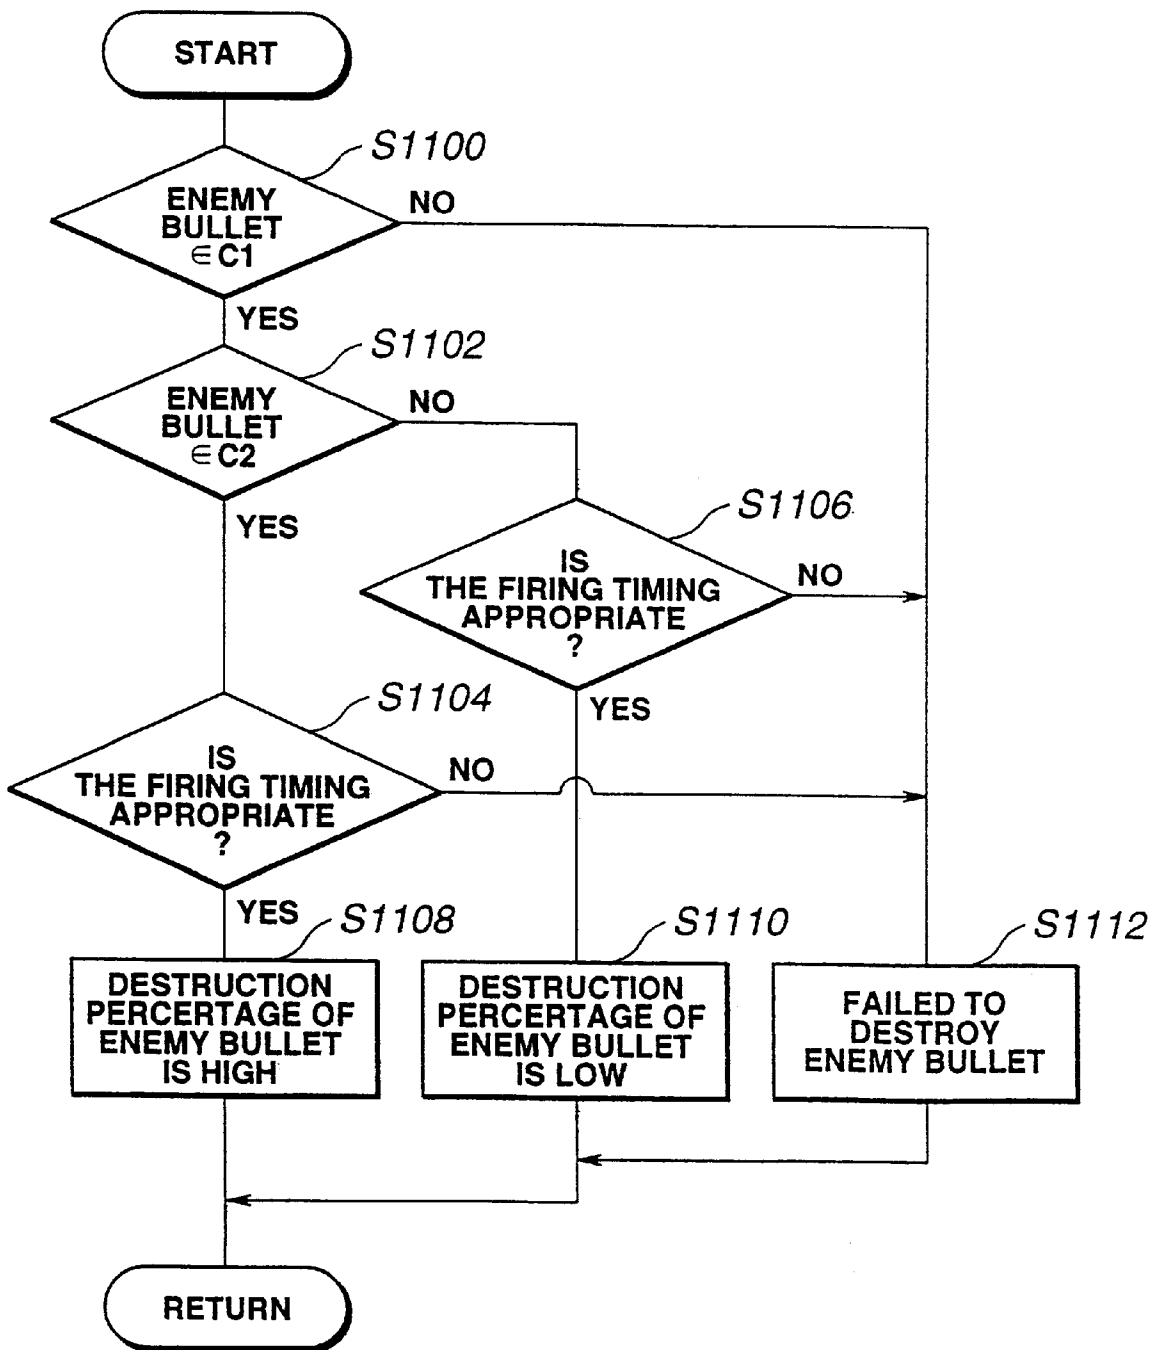 START
S1100
ENEMY
BULLET
∈C1
NO
YES
S1102
ENEMY
BULLET
∈C2
NO
YES
S1106
IS
THE FIRING TIMING
APPROPRIATE
?
NO
YES
S1104
IS
THE FIRING TIMING
APPROPRIATE
?
NO
YES
S1108
DESTRUCTION
PERCENTAGE OF
ENEMY BULLET
IS HIGH
S1110
DESTRUCTION
PERCENTAGE OF
ENEMY BULLET
IS LOW
S1112
FAILED TO
DESTROY
ENEMY BULLET
RETURN